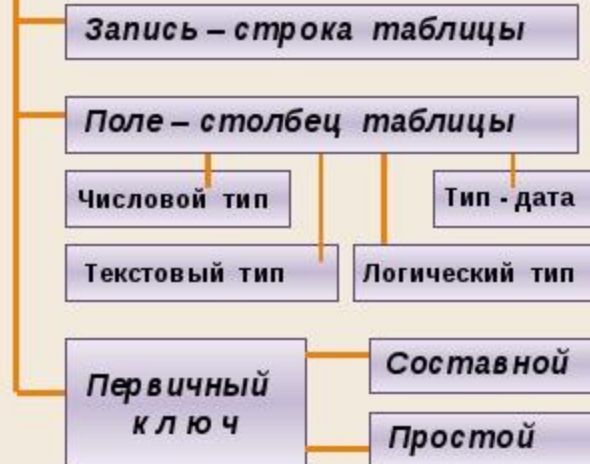 Запись – строка таблицы
Поле – столбец таблицы
Числовой тип
Тип - дата
Текстовый тип
Логический тип
Первичный
ключ
Составной
Простой